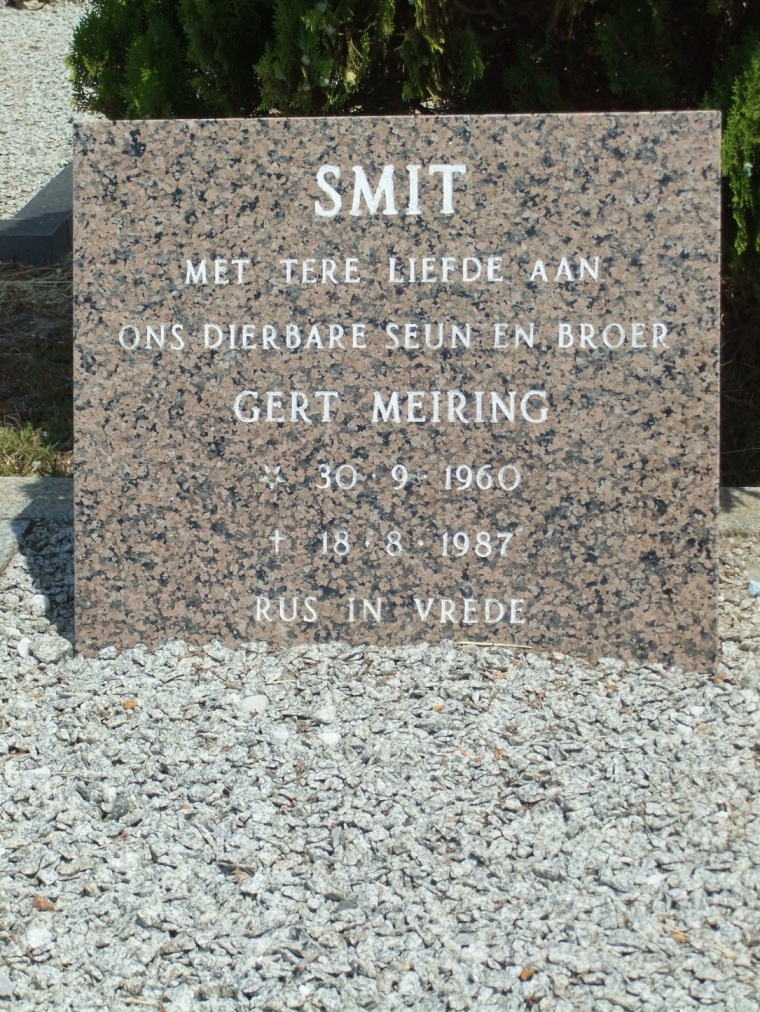 SMIT
MET TERE LIEFDE AAN
ONS DIERBARE SEUN EN BROER
GERT MEIRING
✡ 30 · 9 - 1960
† 18 · 8 · 1987
RUS IN VREDE